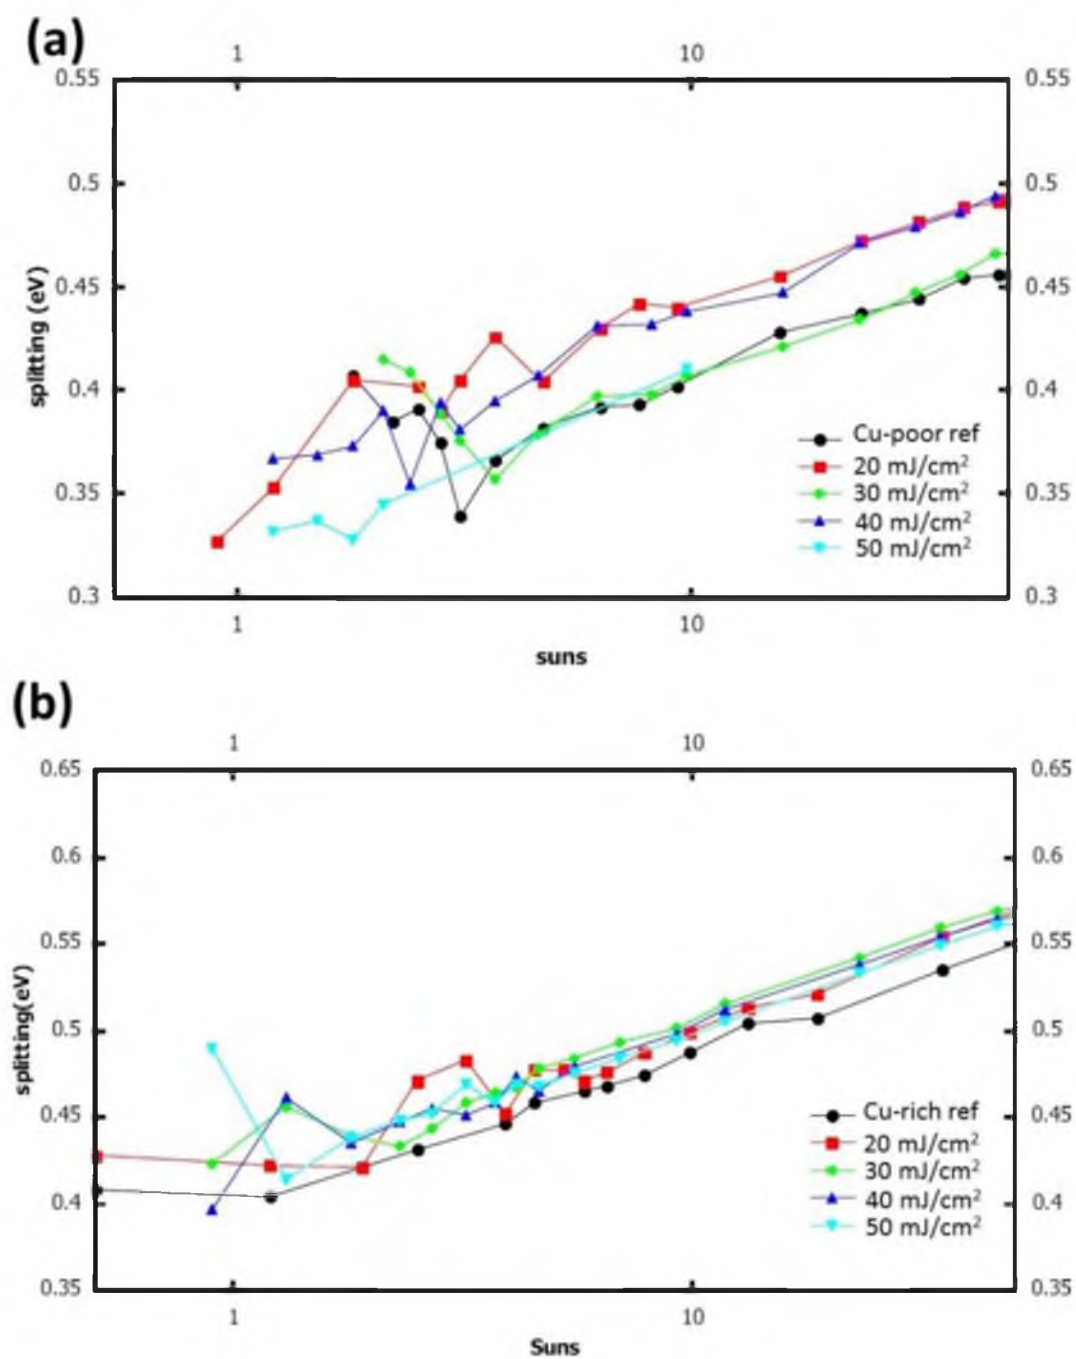 (a)
1 10
0.55 0.55
0.5 0.5
0.45 0.45
splitting (eV)
0.4 0.4
Cu-poor ref
20 mJ/cm²
0.35 30 mJ/cm² 0.35
40 mJ/cm²
50 mJ/cm²
0.3 0.3
1 10
suns
(b)
1 10
0.65 0.65
0.6 0.6
0.55 0.55
splitting(eV)
0.5 0.5
0.45 Cu-rich ref 0.45
20 mJ/cm²
30 mJ/cm²
0.4 40 mJ/cm² 0.4
50 mJ/cm²
0.35 0.35
1 10
Suns